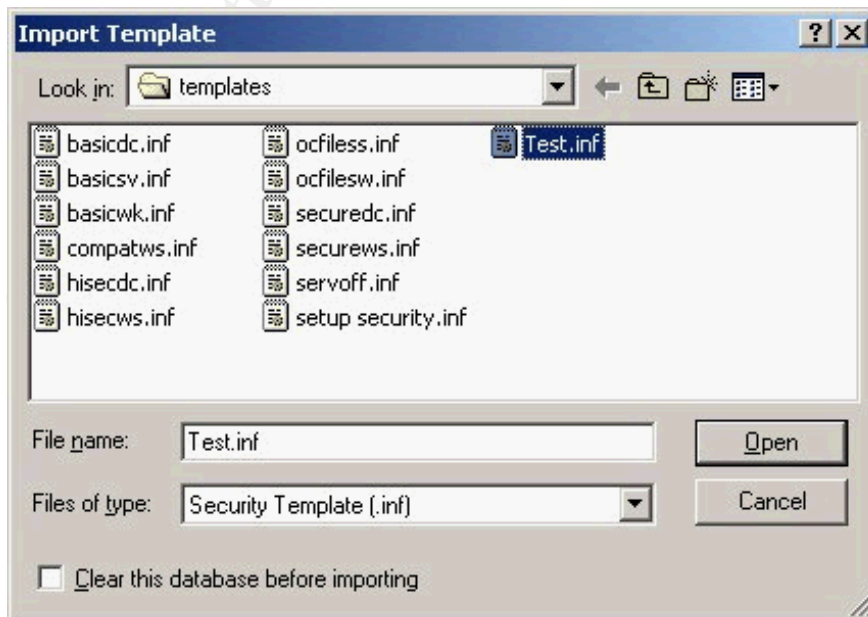 Import Template
Look in: templates
basicdc.inf
basicsv.inf
basicwk.inf
compatws.inf
hisecdc.inf
hisecws.inf
ocfiless.inf
ocfilesw.inf
securedc.inf
securews.inf
servoff.inf
setup security.inf
Test.inf
File name: Test.inf
Open
Files of type: Security Template (.inf)
Cancel
Clear this database before importing